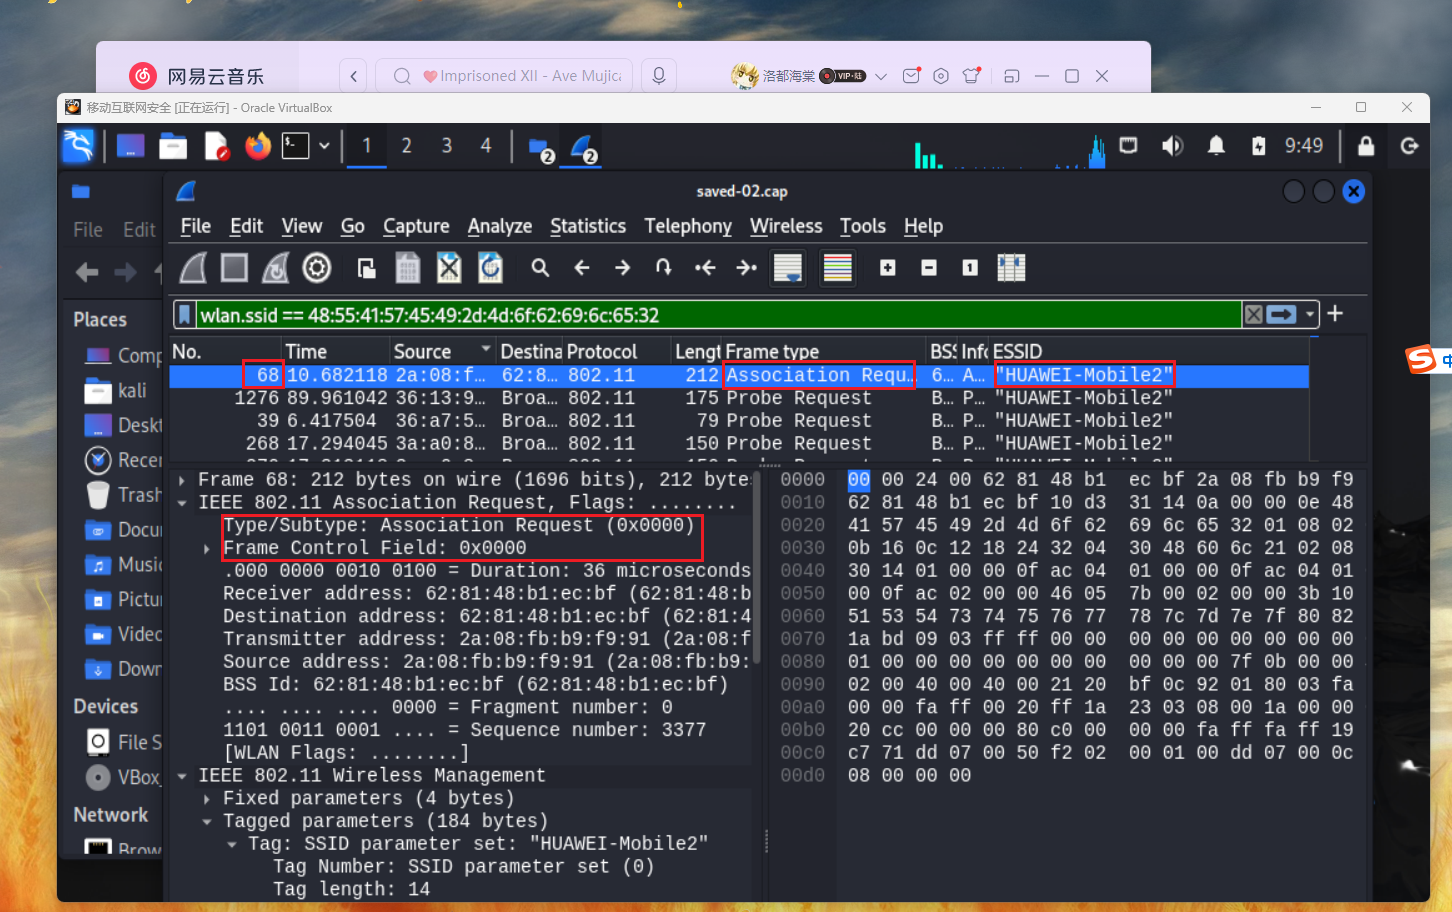 网易云音乐
Imprisoned XII - Ave Mujica
洛都海棠 VIP·陆
移动互联网安全 [正在运行] - Oracle VirtualBox
1 2 3 4 2 2 9:49
saved-02.cap
File Edit
File Edit View Go Capture Analyze Statistics Telephony Wireless Tools Help
wlan.ssid == 48:55:41:57:45:49:2d:4d:6f:62:69:6c:65:32
Places
Comp
kali
Deskt
Recer
Trash
Docu
Music
Pictu
Videc
Down
Devices
File S
VBox_
Network
Brow
No. Time Source Destina Protocol Lengt Frame type BSS Info ESSID
68 10.682118 2a:08:f… 62:8… 802.11 212 Association Requ… 6… A… "HUAWEI-Mobile2"
1276 89.961042 36:13:9… Broa… 802.11 175 Probe Request B… P… "HUAWEI-Mobile2"
39 6.417504 36:a7:5… Broa… 802.11 79 Probe Request B… P… "HUAWEI-Mobile2"
268 17.294045 3a:a0:8… Broa… 802.11 150 Probe Request B… P… "HUAWEI-Mobile2"
Frame 68: 212 bytes on wire (1696 bits), 212 byte
IEEE 802.11 Association Request, Flags: ........
Type/Subtype: Association Request (0x0000)
Frame Control Field: 0x0000
.000 0000 0010 0100 = Duration: 36 microseconds
Receiver address: 62:81:48:b1:ec:bf (62:81:48:b
Destination address: 62:81:48:b1:ec:bf (62:81:4
Transmitter address: 2a:08:fb:b9:f9:91 (2a:08:f
Source address: 2a:08:fb:b9:f9:91 (2a:08:fb:b9:
BSS Id: 62:81:48:b1:ec:bf (62:81:48:b1:ec:bf)
.... .... .... 0000 = Fragment number: 0
1101 0011 0001 .... = Sequence number: 3377
[WLAN Flags: ........]
IEEE 802.11 Wireless Management
Fixed parameters (4 bytes)
Tagged parameters (184 bytes)
Tag: SSID parameter set: "HUAWEI-Mobile2"
Tag Number: SSID parameter set (0)
Tag length: 14
0000 00 00 24 00 62 81 48 b1 ec bf 2a 08 fb b9 f9
0010 62 81 48 b1 ec bf 10 d3 31 14 0a 00 00 0e 48
0020 41 57 45 49 2d 4d 6f 62 69 6c 65 32 01 08 02
0030 0b 16 0c 12 18 24 32 04 30 48 60 6c 21 02 08
0040 30 14 01 00 00 0f ac 04 01 00 00 0f ac 04 01
0050 00 0f ac 02 00 00 46 05 7b 00 02 00 00 3b 10
0060 51 53 54 73 74 75 76 77 78 7c 7d 7e 7f 80 82
0070 1a bd 09 03 ff ff 00 00 00 00 00 00 00 00 00
0080 01 00 00 00 00 00 00 00 00 00 00 7f 0b 00 00
0090 02 00 40 00 40 00 21 20 bf 0c 92 01 80 03 fa
00a0 00 00 fa ff 00 20 ff 1a 23 03 08 00 1a 00 00
00b0 20 cc 00 00 00 80 c0 00 00 00 fa ff fa ff 19
00c0 c7 71 dd 07 00 50 f2 02 00 01 00 dd 07 00 0c
00d0 08 00 00 00